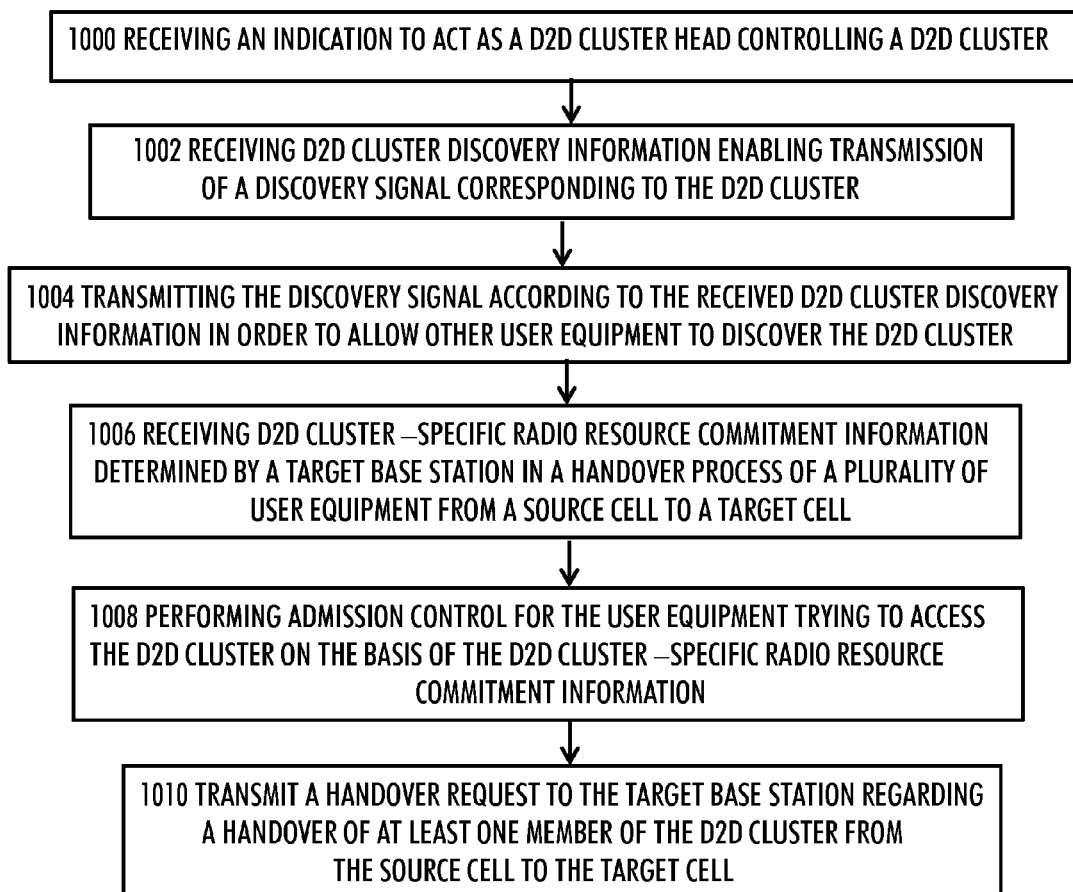 1000 RECEIVING AN INDICATION TO ACT AS A D2D CLUSTER HEAD CONTROLLING A D2D CLUSTER
1002 RECEIVING D2D CLUSTER DISCOVERY INFORMATION ENABLING TRANSMISSION
OF A DISCOVERY SIGNAL CORRESPONDING TO THE D2D CLUSTER
1004 TRANSMITTING THE DISCOVERY SIGNAL ACCORDING TO THE RECEIVED D2D CLUSTER DISCOVERY
INFORMATION IN ORDER TO ALLOW OTHER USER EQUIPMENT TO DISCOVER THE D2D CLUSTER
1006 RECEIVING D2D CLUSTER –SPECIFIC RADIO RESOURCE COMMITMENT INFORMATION
DETERMINED BY A TARGET BASE STATION IN A HANDOVER PROCESS OF A PLURALITY OF
USER EQUIPMENT FROM A SOURCE CELL TO A TARGET CELL
1008 PERFORMING ADMISSION CONTROL FOR THE USER EQUIPMENT TRYING TO ACCESS
THE D2D CLUSTER ON THE BASIS OF THE D2D CLUSTER –SPECIFIC RADIO RESOURCE
COMMITMENT INFORMATION
1010 TRANSMIT A HANDOVER REQUEST TO THE TARGET BASE STATION REGARDING
A HANDOVER OF AT LEAST ONE MEMBER OF THE D2D CLUSTER FROM
THE SOURCE CELL TO THE TARGET CELL